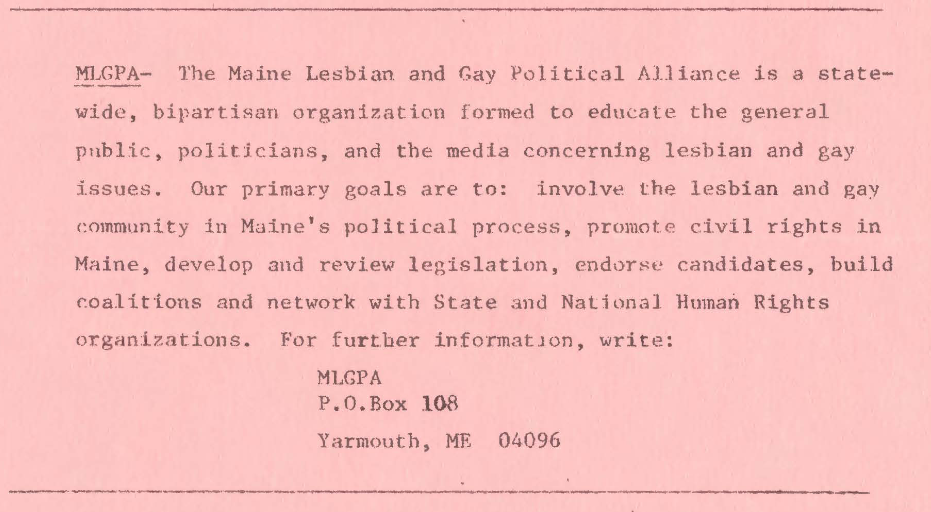 MLGPA- The Maine Lesbian and Gay Political Alliance is a state-
wide, bipartisan organization formed to educate the general
public, politicians, and the media concerning lesbian and gay
issues. Our primary goals are to: involve the lesbian and gay
community in Maine's political process, promote civil rights in
Maine, develop and review legislation, endorse candidates, build
coalitions and network with State and National Human Rights
organizations. For further information, write:
MLGPA
P.O.Box 108
Yarmouth, ME 04096